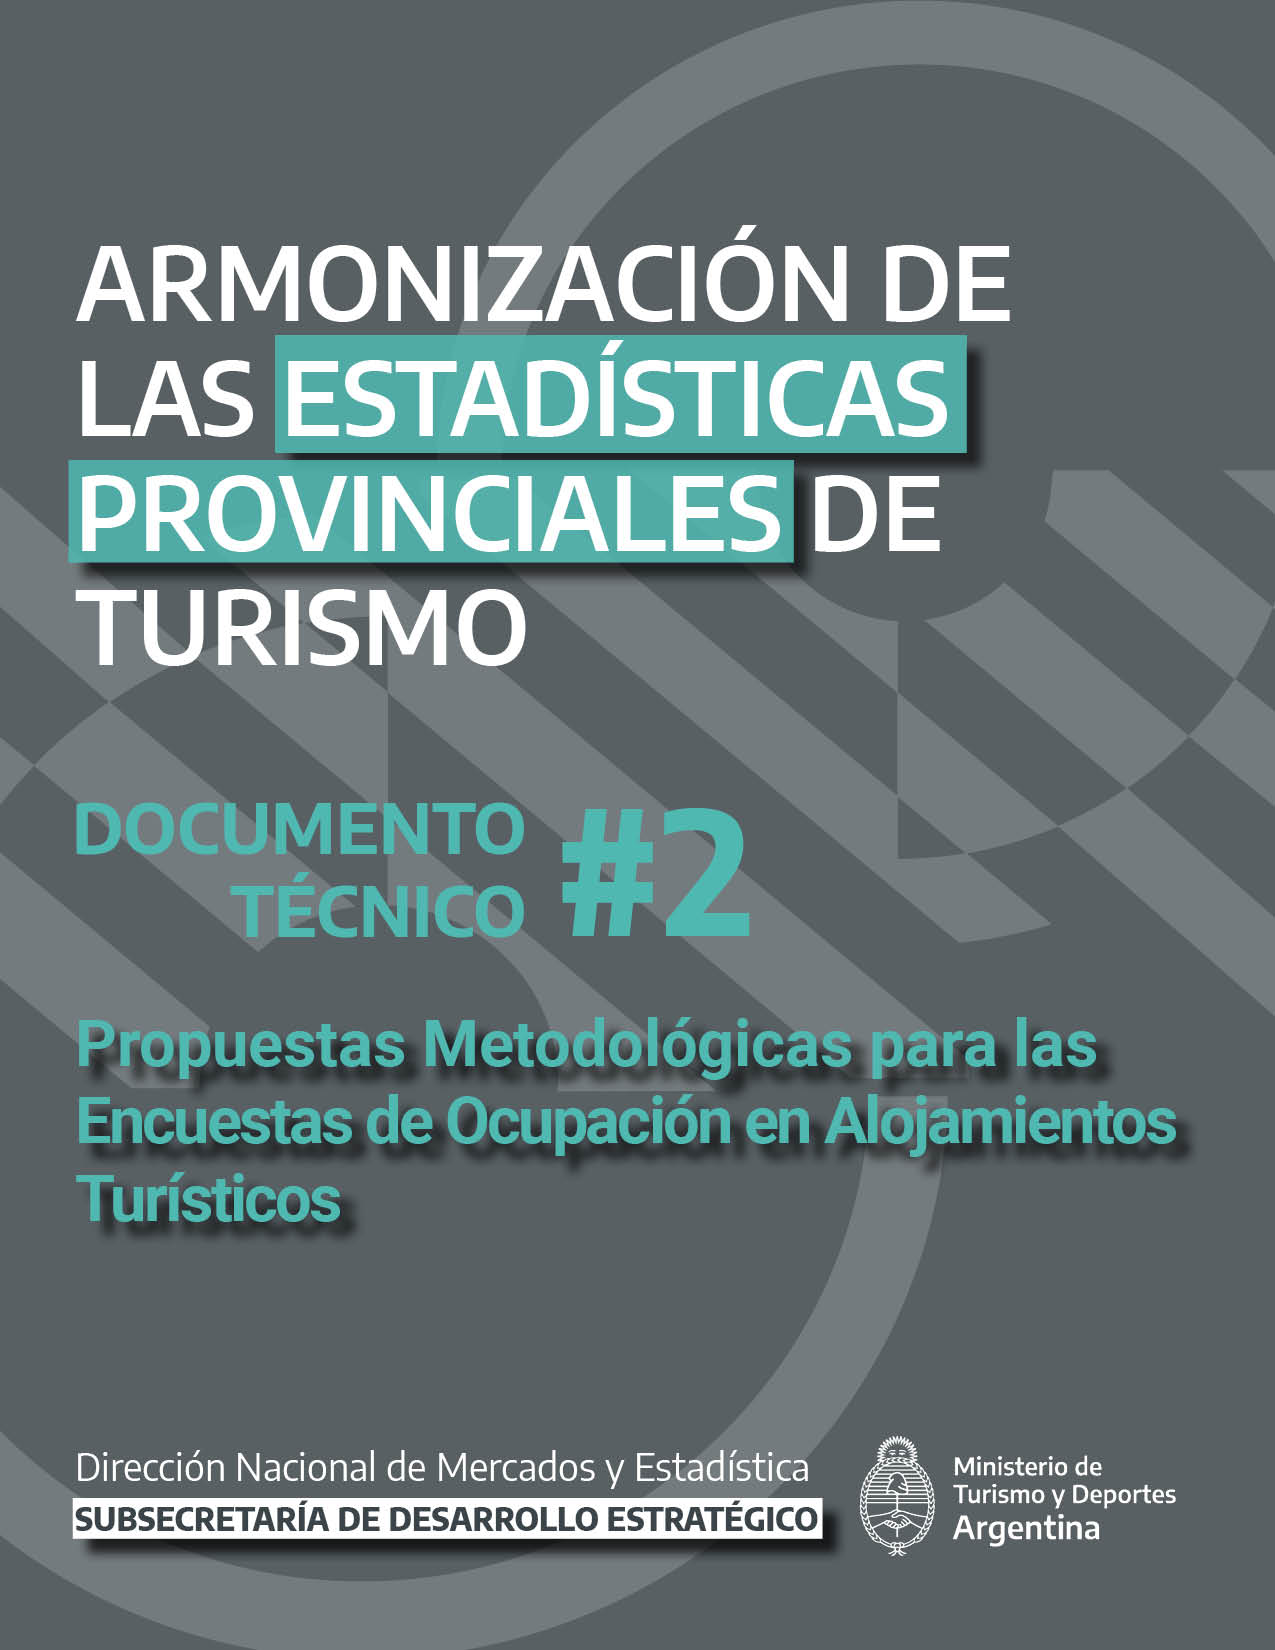 ARMONIZACIÓN DE
LAS ESTADÍSTICAS
PROVINCIALES DE
TURISMO
DOCUMENTO
TÉCNICO #2
Propuestas Metodológicas para las
Encuestas de Ocupación en Alojamientos
Turísticos
Dirección Nacional de Mercados y Estadística
SUBSECRETARÍA DE DESARROLLO ESTRATÉGICO
Ministerio de
Turismo y Deportes
Argentina